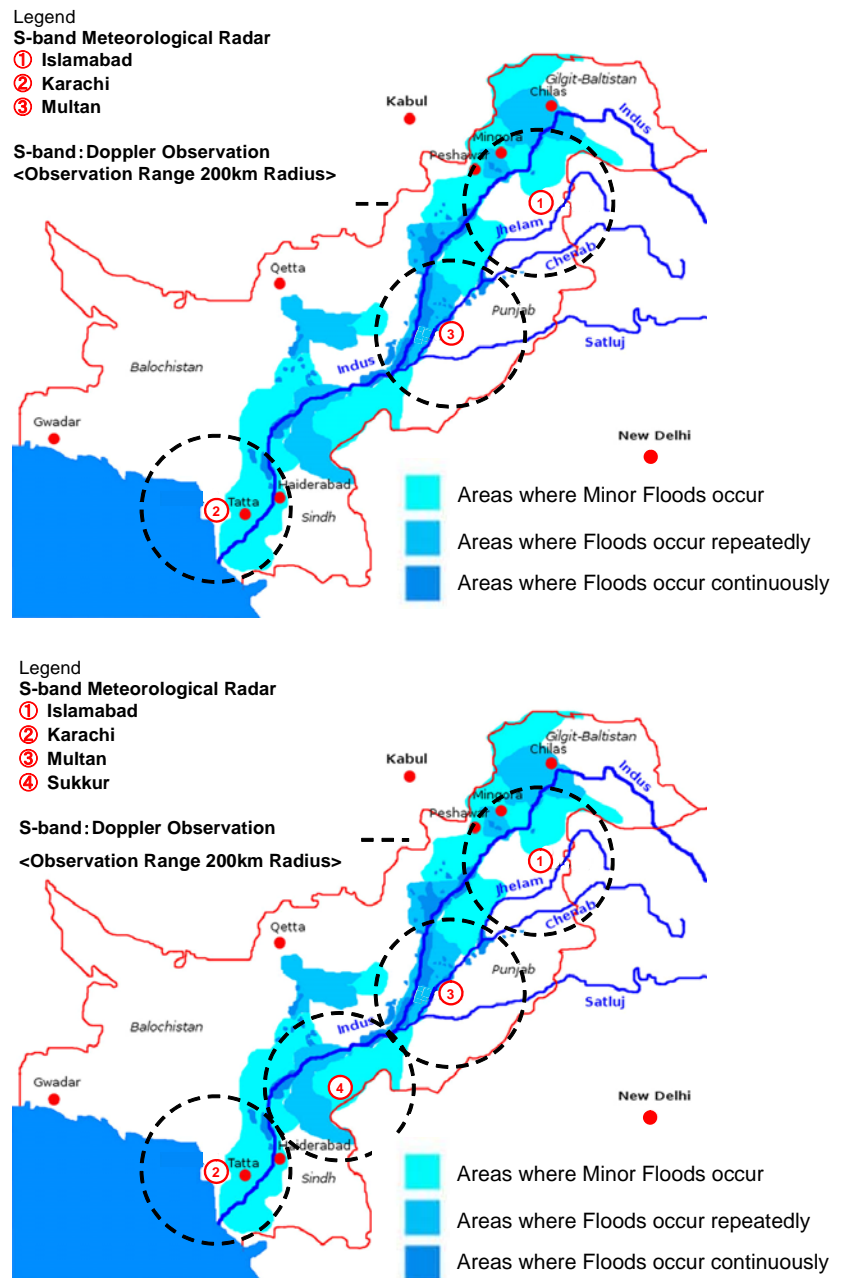 Legend
S-band Meteorological Radar
① Islamabad
② Karachi
③ Multan
S-band:Doppler Observation
<Observation Range 200km Radius>
Gilgit-Baltistan
Chilas
Kabul
Indus
Mingora
Peshawar
1
Jhelam
Chenab
Qetta
Punjab
3
Satluj
Indus
Balochistan
Gwadar
New Delhi
Haiderabad
Tatta
2
Sindh
Areas where Minor Floods occur
Areas where Floods occur repeatedly
Areas where Floods occur continuously
Legend
S-band Meteorological Radar
① Islamabad
② Karachi
③ Multan
④ Sukkur
S-band:Doppler Observation
<Observation Range 200km Radius>
Gilgit-Baltistan
Chilas
Kabul
Indus
Mingora
Peshawar
1
Jhelam
Chenab
Qetta
Punjab
3
Satluj
Indus
Balochistan
4
Gwadar
New Delhi
Haiderabad
Tatta
2
Sindh
Areas where Minor Floods occur
Areas where Floods occur repeatedly
Areas where Floods occur continuously